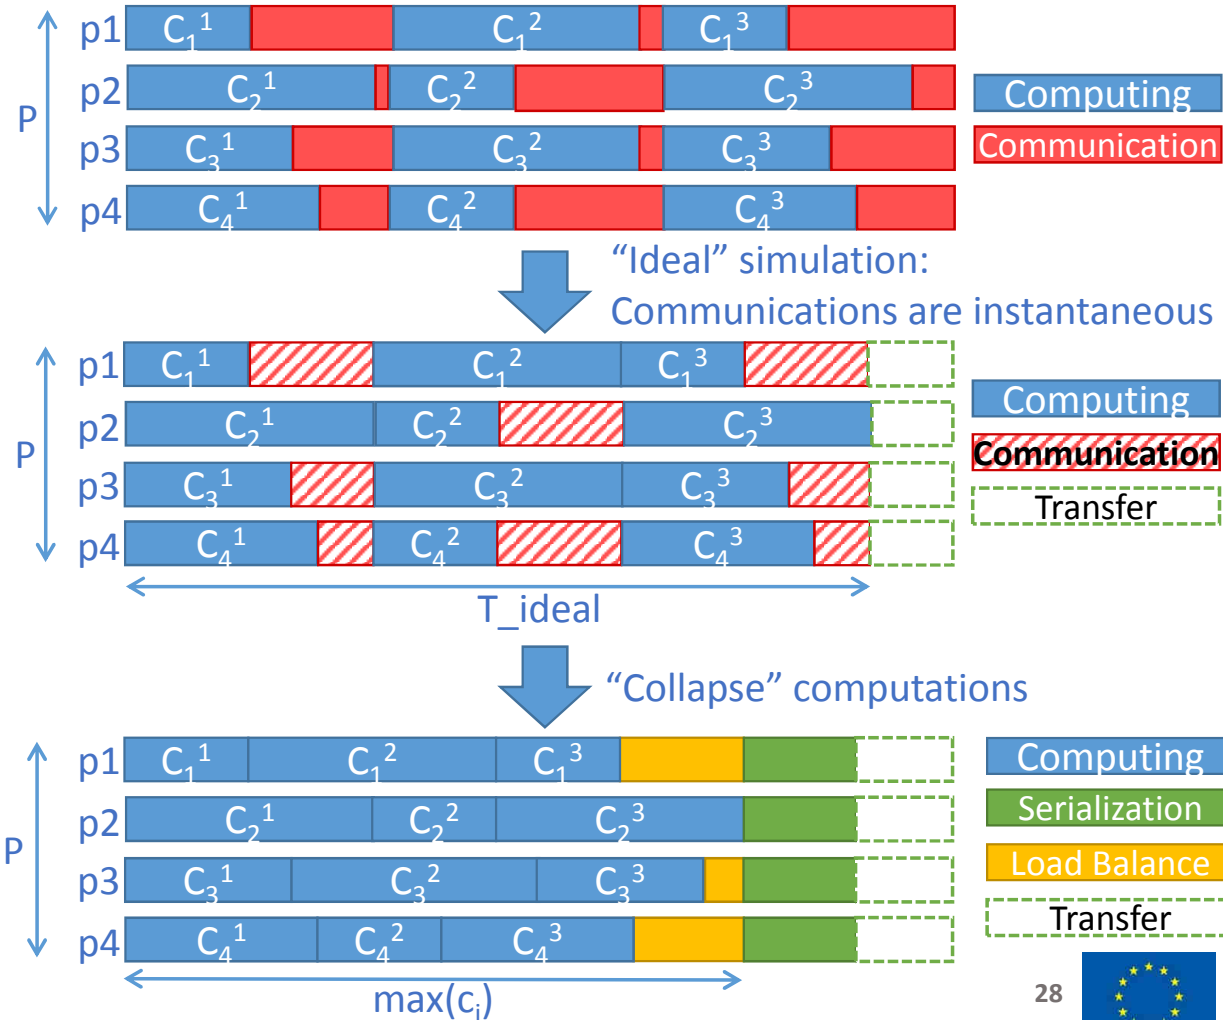 p1 C₁¹ C₁² C₁³
p2 C₂¹ C₂² C₂³
P
p3 C₃¹ C₃² C₃³
p4 C₄¹ C₄² C₄³
Computing
Communication
“Ideal” simulation:
Communications are instantaneous
p1 C₁¹ C₁² C₁³
p2 C₂¹ C₂² C₂³
P
p3 C₃¹ C₃² C₃³
p4 C₄¹ C₄² C₄³
Computing
Communication
Transfer
T_ideal
“Collapse” computations
p1 C₁¹ C₁² C₁³
p2 C₂¹ C₂² C₂³
P
p3 C₃¹ C₃² C₃³
p4 C₄¹ C₄² C₄³
Computing
Serialization
Load Balance
Transfer
max(cᵢ)
28